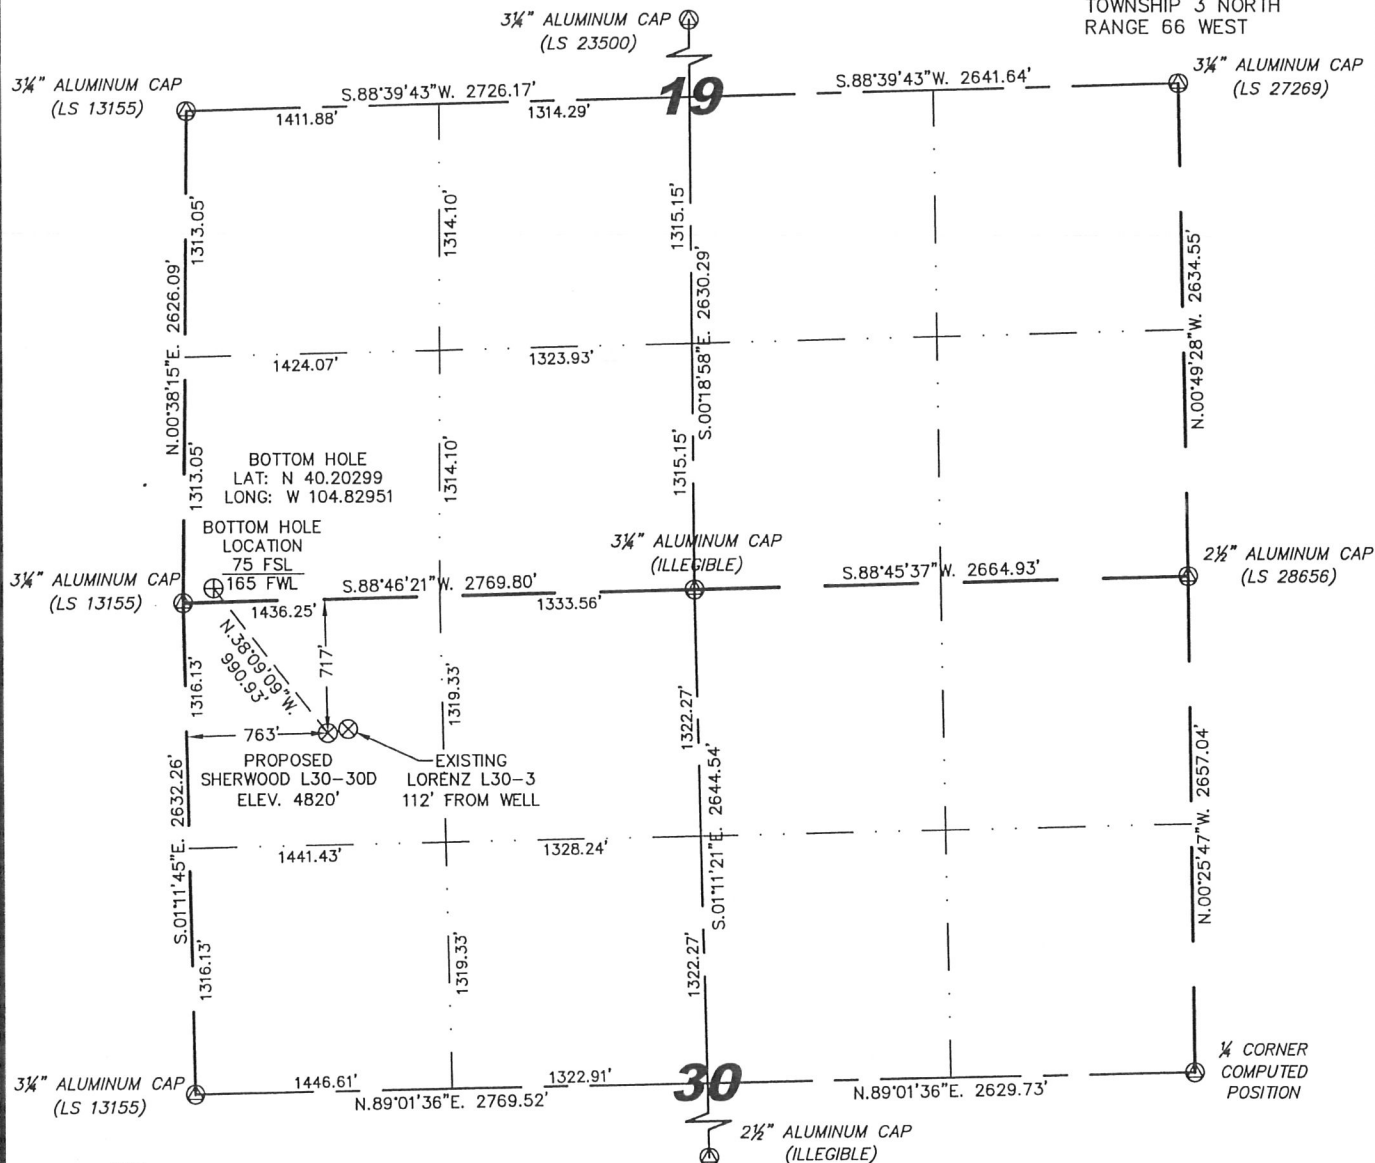 TOWNSHIP 3 NORTH
RANGE 66 WEST
3¼" ALUMINUM CAP
(LS 23500)
3¼" ALUMINUM CAP
(LS 13155)
S.88°39'43"W. 2726.17'
1411.88'
1314.29'
19
S.88°39'43"W. 2641.64'
3¼" ALUMINUM CAP
(LS 27269)
1313.05'
1314.10'
1315.15'
N.00°38'15"E. 2626.09'
S.00°18'58"E. 2630.29'
N.00°49'28"W. 2634.55'
1424.07'
1323.93'
1313.05'
1314.10'
1315.15'
BOTTOM HOLE
LAT: N 40.20299
LONG: W 104.82951
BOTTOM HOLE
LOCATION
75 FSL
165 FWL
3¼" ALUMINUM CAP
(LS 13155)
S.88°46'21"W. 2769.80'
1436.25'
1333.56'
3¼" ALUMINUM CAP
(ILLEGIBLE)
S.88°45'37"W. 2664.93'
2½" ALUMINUM CAP
(LS 28656)
N.38°09'09"W.
990.93'
717'
763'
1316.13'
1319.33'
1322.27'
PROPOSED
SHERWOOD L30-30D
ELEV. 4820'
EXISTING
LORENZ L30-3
112' FROM WELL
S.01°11'45"E. 2632.26'
S.01°11'21"E. 2644.54'
N.00°25'47"W. 2657.04'
1441.43'
1328.24'
1316.13'
1319.33'
1322.27'
3¼" ALUMINUM CAP
(LS 13155)
1446.61'
1322.91'
N.89°01'36"E. 2769.52'
30
N.89°01'36"E. 2629.73'
¼ CORNER
COMPUTED
POSITION
2½" ALUMINUM CAP
(ILLEGIBLE)